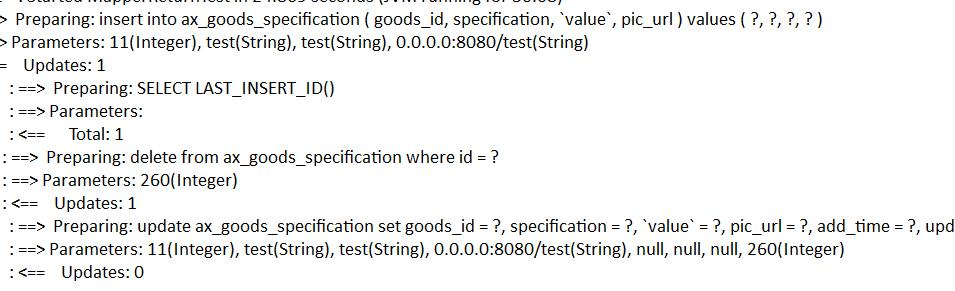 > Preparing: insert into ax_goods_specification ( goods_id, specification, `value`, pic_url ) values ( ?, ?, ?, ? )
> Parameters: 11(Integer), test(String), test(String), 0.0.0.0:8080/test(String)
= Updates: 1
: ==> Preparing: SELECT LAST_INSERT_ID()
: ==> Parameters:
: <== Total: 1
: ==> Preparing: delete from ax_goods_specification where id = ?
: ==> Parameters: 260(Integer)
: <== Updates: 1
: ==> Preparing: update ax_goods_specification set goods_id = ?, specification = ?, `value` = ?, pic_url = ?, add_time = ?, upd
: ==> Parameters: 11(Integer), test(String), test(String), 0.0.0.0:8080/test(String), null, null, null, 260(Integer)
: <== Updates: 0